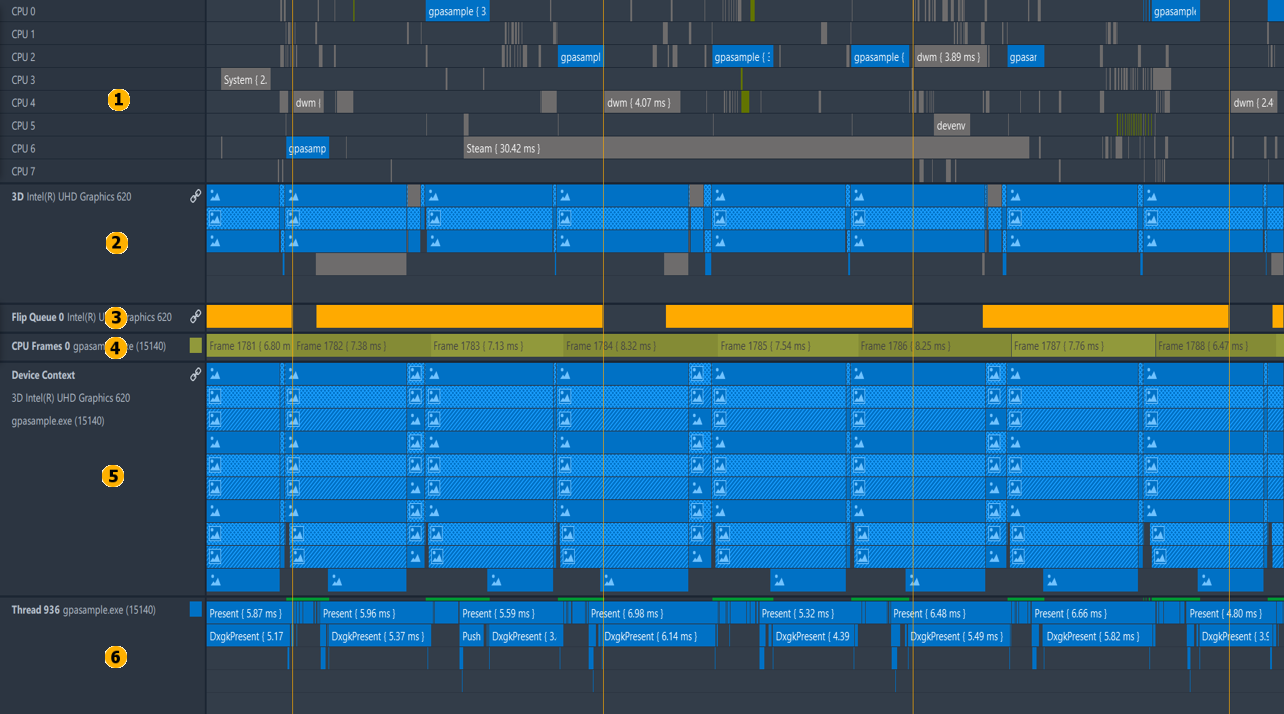 CPU 0 gpasample { 3 gpasample
CPU 1
CPU 2 gpasampl gpasample { gpasample { dwm { 3.89 ms } gpasar
CPU 3 System { 2.
CPU 4 dwm { dwm { 4.07 ms } dwm { 2.4
1
CPU 5 devenv
CPU 6 gpasamp Steam { 30.42 ms }
CPU 7
3D Intel(R) UHD Graphics 620
2
Flip Queue 0 Intel(R) U 3 aphics 620
CPU Frames 0 gpasam 4 e (15140) Frame 1781 { 6.80 m Frame 1782 { 7.38 ms } Frame 1783 { 7.13 ms } Frame 1784 { 8.32 ms } Frame 1785 { 7.54 ms } Frame 1786 { 8.25 ms } Frame 1787 { 7.76 ms } Frame 1788 { 6.47 ms }
Device Context
3D Intel(R) UHD Graphics 620
gpasample.exe (15140)
5
Thread 936 gpasample.exe (15140) Present { 5.87 ms } Present { 5.96 ms } Present { 5.59 ms } Present { 6.98 ms } Present { 5.32 ms } Present { 6.48 ms } Present { 6.66 ms } Present { 4.80 ms }
DxgkPresent { 5.17 DxgkPresent { 5.37 ms } Push DxgkPresent { 3. DxgkPresent { 6.14 ms } DxgkPresent { 4.39 DxgkPresent { 5.49 ms } DxgkPresent { 5.82 ms } DxgkPresent { 3.9
6